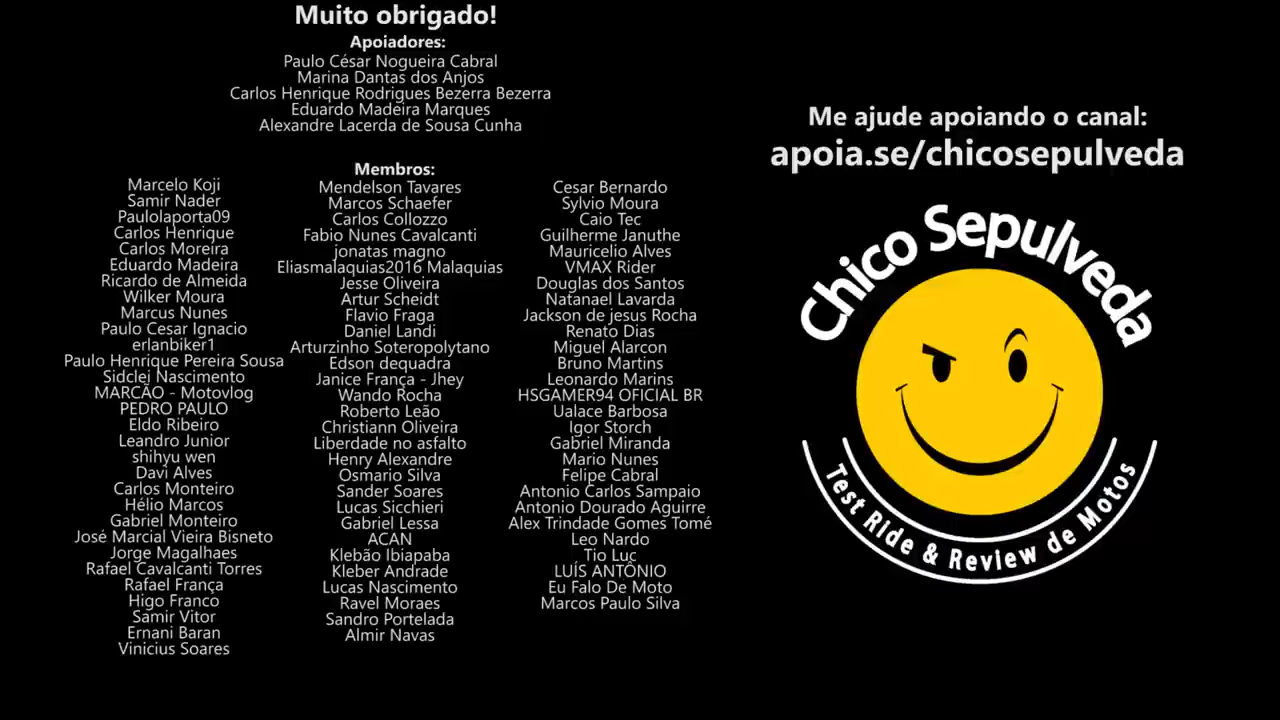 Muito obrigado!
Apoiadores:
Paulo César Nogueira Cabral
Marina Dantas dos Anjos
Carlos Henrique Rodrigues Bezerra Bezerra
Eduardo Madeira Marques
Alexandre Lacerda de Sousa Cunha
Membros:
Marcelo Koji
Samir Nader
Paulolaporta09
Carlos Henrique
Carlos Moreira
Eduardo Madeira
Ricardo de Almeida
Wilker Moura
Marcus Nunes
Paulo Cesar Ignacio
erlanbiker1
Paulo Henrique Pereira Sousa
Sidclei Nascimento
MARCÃO - Motovlog
PEDRO PAULO
Eldo Ribeiro
Leandro Junior
shihyu wen
Davi Alves
Carlos Monteiro
Hélio Marcos
Gabriel Monteiro
José Marcial Vieira Bisneto
Jorge Magalhaes
Rafael Cavalcanti Torres
Rafael França
Higo Franco
Samir Vitor
Ernani Baran
Vinicius Soares
Mendelson Tavares
Marcos Schaefer
Carlos Collozzo
Fabio Nunes Cavalcanti
jonatas magno
Eliasmalaquias2016 Malaquias
Jesse Oliveira
Artur Scheidt
Flavio Fraga
Daniel Landi
Arturzinho Soteropolytano
Edson dequadra
Janice França - Jhey
Wando Rocha
Roberto Leão
Christiann Oliveira
Liberdade no asfalto
Henry Alexandre
Osmario Silva
Sander Soares
Lucas Sicchieri
Gabriel Lessa
ACAN
Klebão Ibiapaba
Kleber Andrade
Lucas Nascimento
Ravel Moraes
Sandro Portelada
Almir Navas
Cesar Bernardo
Sylvio Moura
Caio Tec
Guilherme Januthe
Mauricelio Alves
VMAX Rider
Douglas dos Santos
Natanael Lavarda
Jackson de jesus Rocha
Renato Dias
Miguel Alarcon
Bruno Martins
Leonardo Marins
HSGAMER94 OFICIAL BR
Ualace Barbosa
Igor Storch
Gabriel Miranda
Mario Nunes
Felipe Cabral
Antonio Carlos Sampaio
Antonio Dourado Aguirre
Alex Trindade Gomes Tomé
Leo Nardo
Tio Luc
LUÍS ANTÔNIO
Eu Falo De Moto
Marcos Paulo Silva
Me ajude apoiando o canal:
apoia.se/chicosepulveda
Chico Sepulveda
Test Ride & Review de Motos